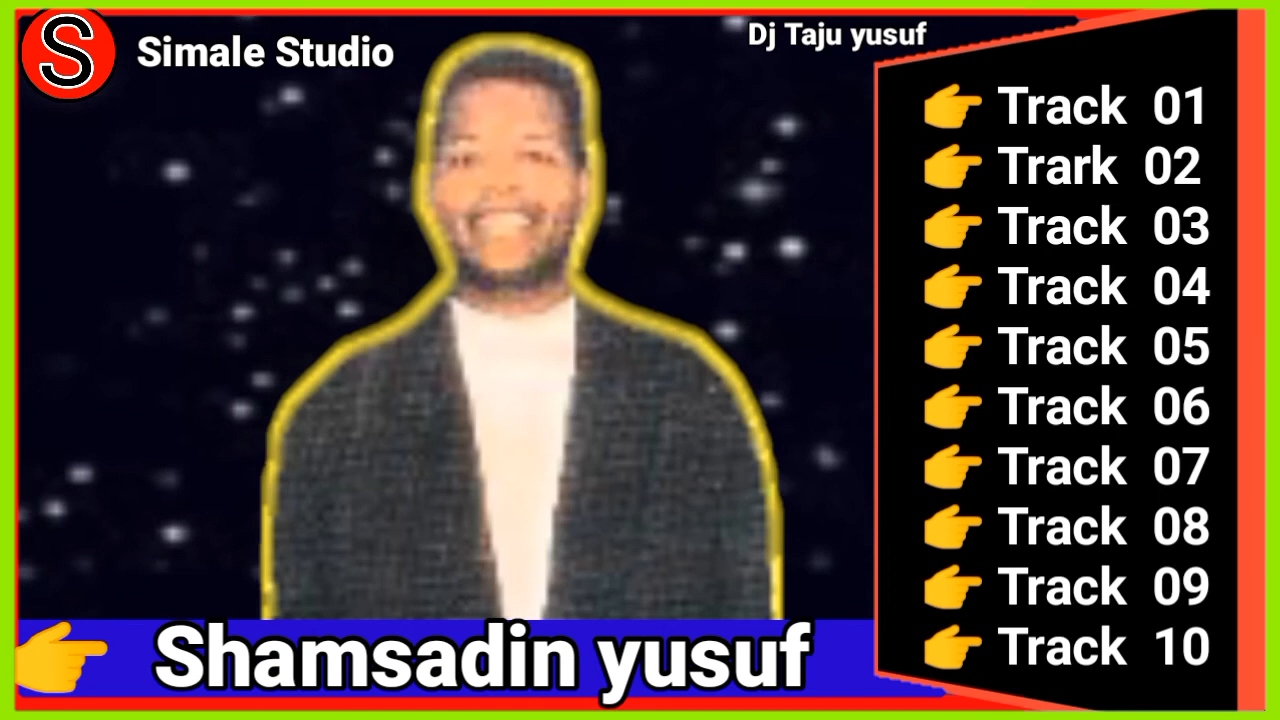 S
Simale Studio
Dj Taju yusuf
👉 Track 01
👉 Trark 02
👉 Track 03
👉 Track 04
👉 Track 05
👉 Track 06
👉 Track 07
👉 Track 08
👉 Track 09
👉 Track 10
👉 Shamsadin yusuf